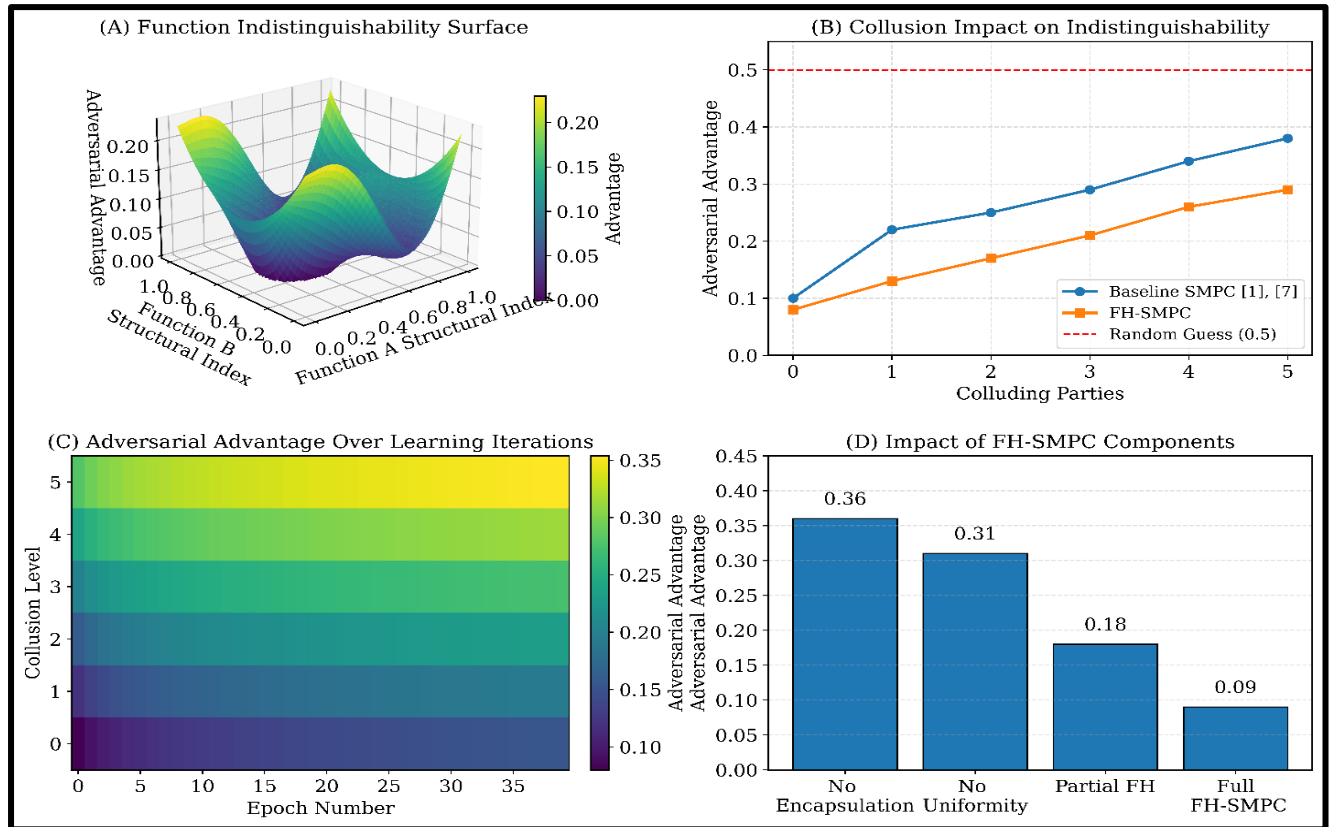 (A) Function Indistinguishability Surface
Adversarial Advantage
0.20
0.15
0.10
0.05
0.00
1.0
0.8
0.6
0.4
0.2
0.0
Function B
Structural Index
0.0
0.2
0.4
0.6
0.8
1.0
Function A Structural Index
0.20
0.15
0.10
0.05
0.00
Advantage
(B) Collusion Impact on Indistinguishability
Adversarial Advantage
0.5
0.4
0.3
0.2
0.1
0.0
0 1 2 3 4 5
Colluding Parties
Baseline SMPC [1], [7]
FH-SMPC
Random Guess (0.5)
(C) Adversarial Advantage Over Learning Iterations
Collusion Level
5
4
3
2
1
0
0 5 10 15 20 25 30 35
Epoch Number
0.35
0.30
0.25
0.20
0.15
0.10
Adversarial Advantage
(D) Impact of FH-SMPC Components
Adversarial Advantage
0.45
0.40
0.35
0.30
0.25
0.20
0.15
0.10
0.05
0.00
0.36
0.31
0.18
0.09
No
Encapsulation
No
Uniformity
Partial FH
Full
FH-SMPC